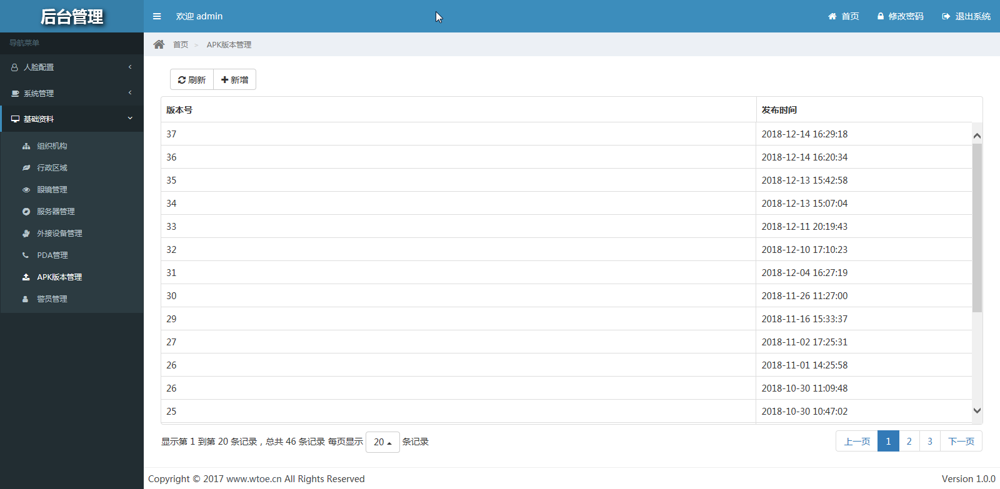 后台管理
欢迎 admin
首页
修改密码
退出系统
导航菜单
首页 > APK版本管理
人脸配置
系统管理
基础资料
组织机构
行政区域
眼镜管理
服务器管理
外接设备管理
PDA管理
APK版本管理
警员管理
刷新
新增
版本号 发布时间
37 2018-12-14 16:29:18
36 2018-12-14 16:20:34
35 2018-12-13 15:42:58
34 2018-12-13 15:07:04
33 2018-12-11 20:19:43
32 2018-12-10 17:10:23
31 2018-12-04 16:27:19
30 2018-11-26 11:27:00
29 2018-11-16 15:33:37
27 2018-11-02 17:25:31
26 2018-11-01 14:25:58
26 2018-10-30 11:09:48
25 2018-10-30 10:47:02
显示第 1 到第 20 条记录，总共 46 条记录 每页显示 20 条记录
上一页 1 2 3 下一页
Copyright © 2017 www.wtoe.cn All Rights Reserved
Version 1.0.0